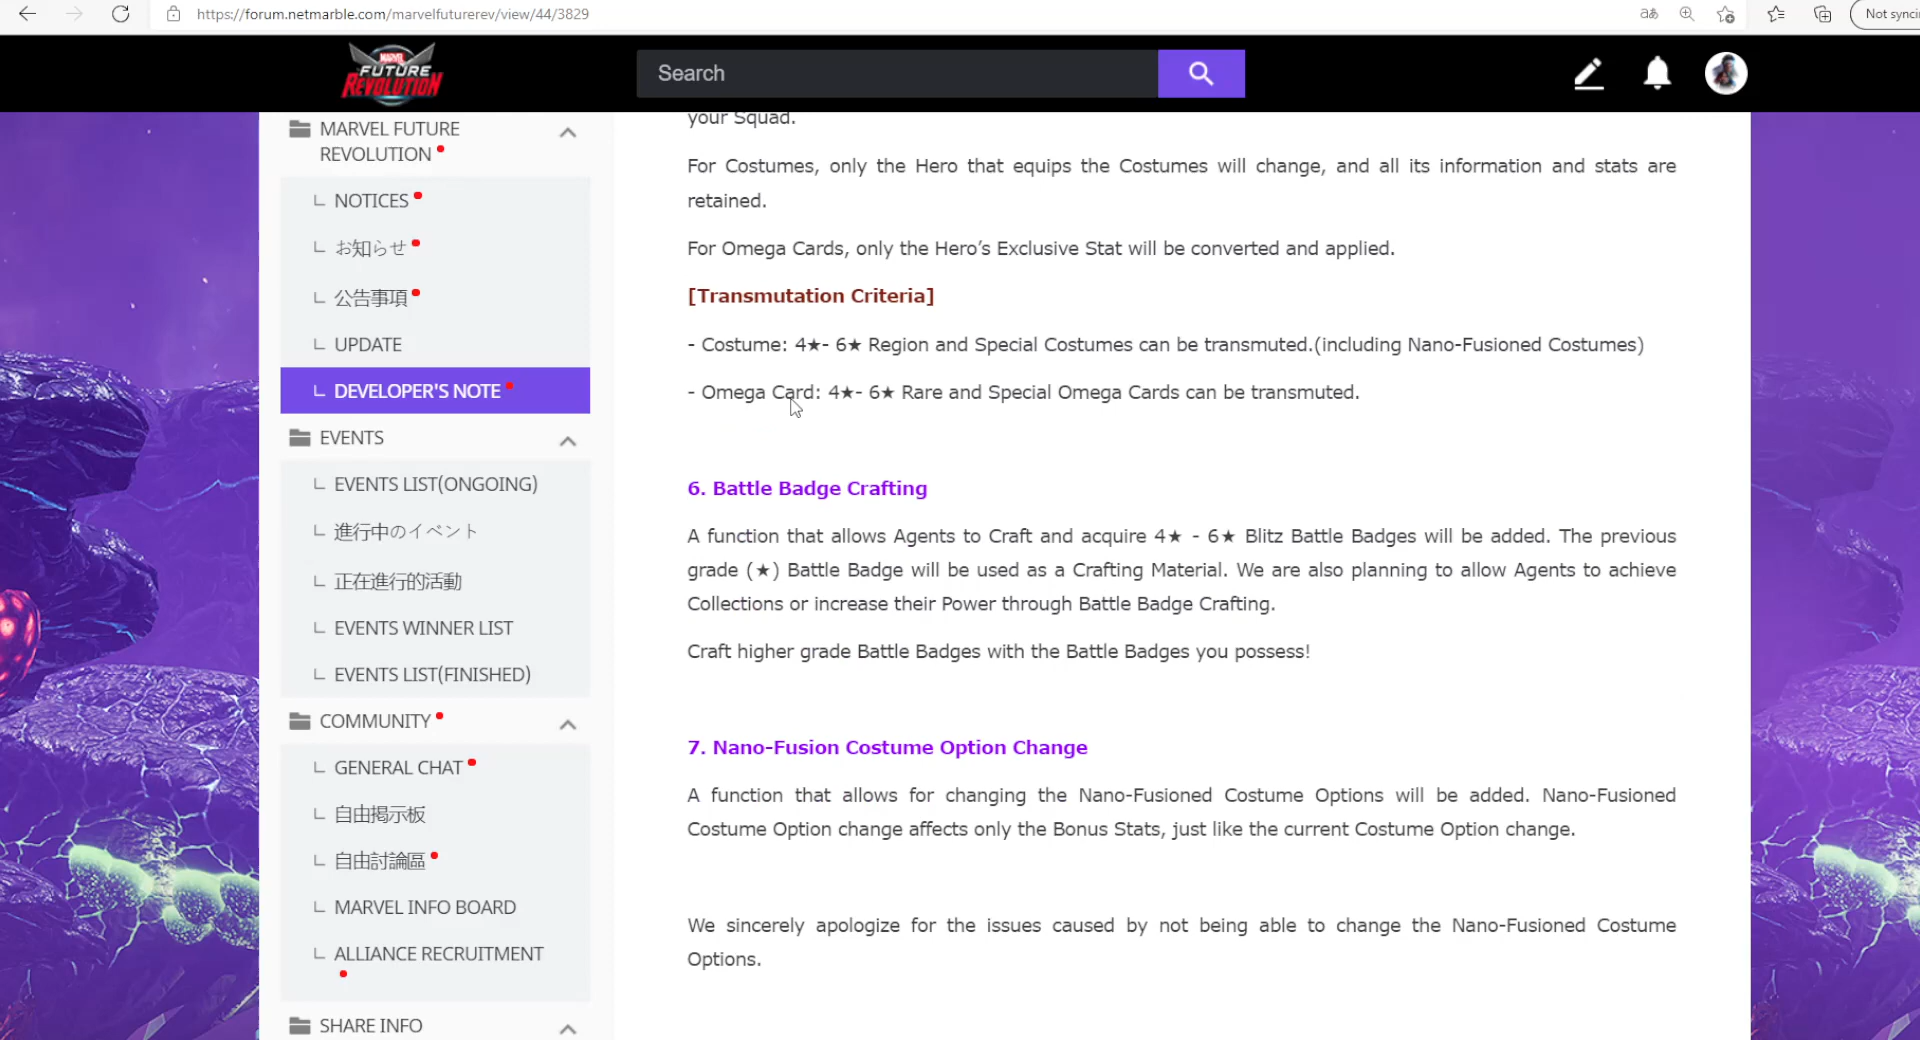 https://forum.netmarble.com/marvelfuturerev/view/44/3829
aあ
Not synci
MARVEL
FUTURE
REVOLUTION
Search
MARVEL FUTURE
REVOLUTION
NOTICES
お知らせ
公告事項
UPDATE
DEVELOPER'S NOTE
EVENTS
EVENTS LIST(ONGOING)
進行中のイベント
正在進行的活動
EVENTS WINNER LIST
EVENTS LIST(FINISHED)
COMMUNITY
GENERAL CHAT
自由掲示板
自由討論區
MARVEL INFO BOARD
ALLIANCE RECRUITMENT
SHARE INFO
your Squad.
For Costumes, only the Hero that equips the Costumes will change, and all its information and stats are
retained.
For Omega Cards, only the Hero’s Exclusive Stat will be converted and applied.
[Transmutation Criteria]
- Costume: 4★- 6★ Region and Special Costumes can be transmuted.(including Nano-Fusioned Costumes)
- Omega Card: 4★- 6★ Rare and Special Omega Cards can be transmuted.
6. Battle Badge Crafting
A function that allows Agents to Craft and acquire 4★ - 6★ Blitz Battle Badges will be added. The previous
grade (★) Battle Badge will be used as a Crafting Material. We are also planning to allow Agents to achieve
Collections or increase their Power through Battle Badge Crafting.
Craft higher grade Battle Badges with the Battle Badges you possess!
7. Nano-Fusion Costume Option Change
A function that allows for changing the Nano-Fusioned Costume Options will be added. Nano-Fusioned
Costume Option change affects only the Bonus Stats, just like the current Costume Option change.
We sincerely apologize for the issues caused by not being able to change the Nano-Fusioned Costume
Options.